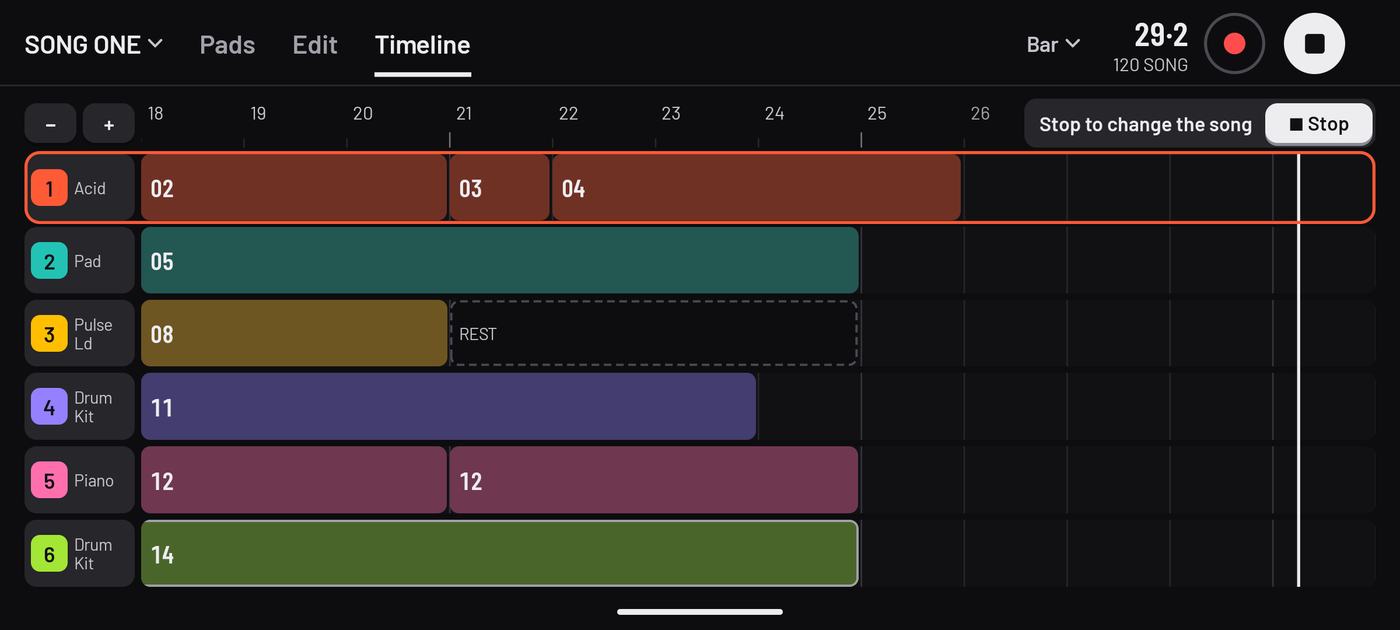 SONG ONE Pads Edit Timeline Bar 29·2
120 SONG
– + 18 19 20 21 22 23 24 25 26 Stop to change the song Stop
1 Acid 02 03 04
2 Pad 05
3 Pulse
Ld 08 REST
4 Drum
Kit 11
5 Piano 12 12
6 Drum
Kit 14